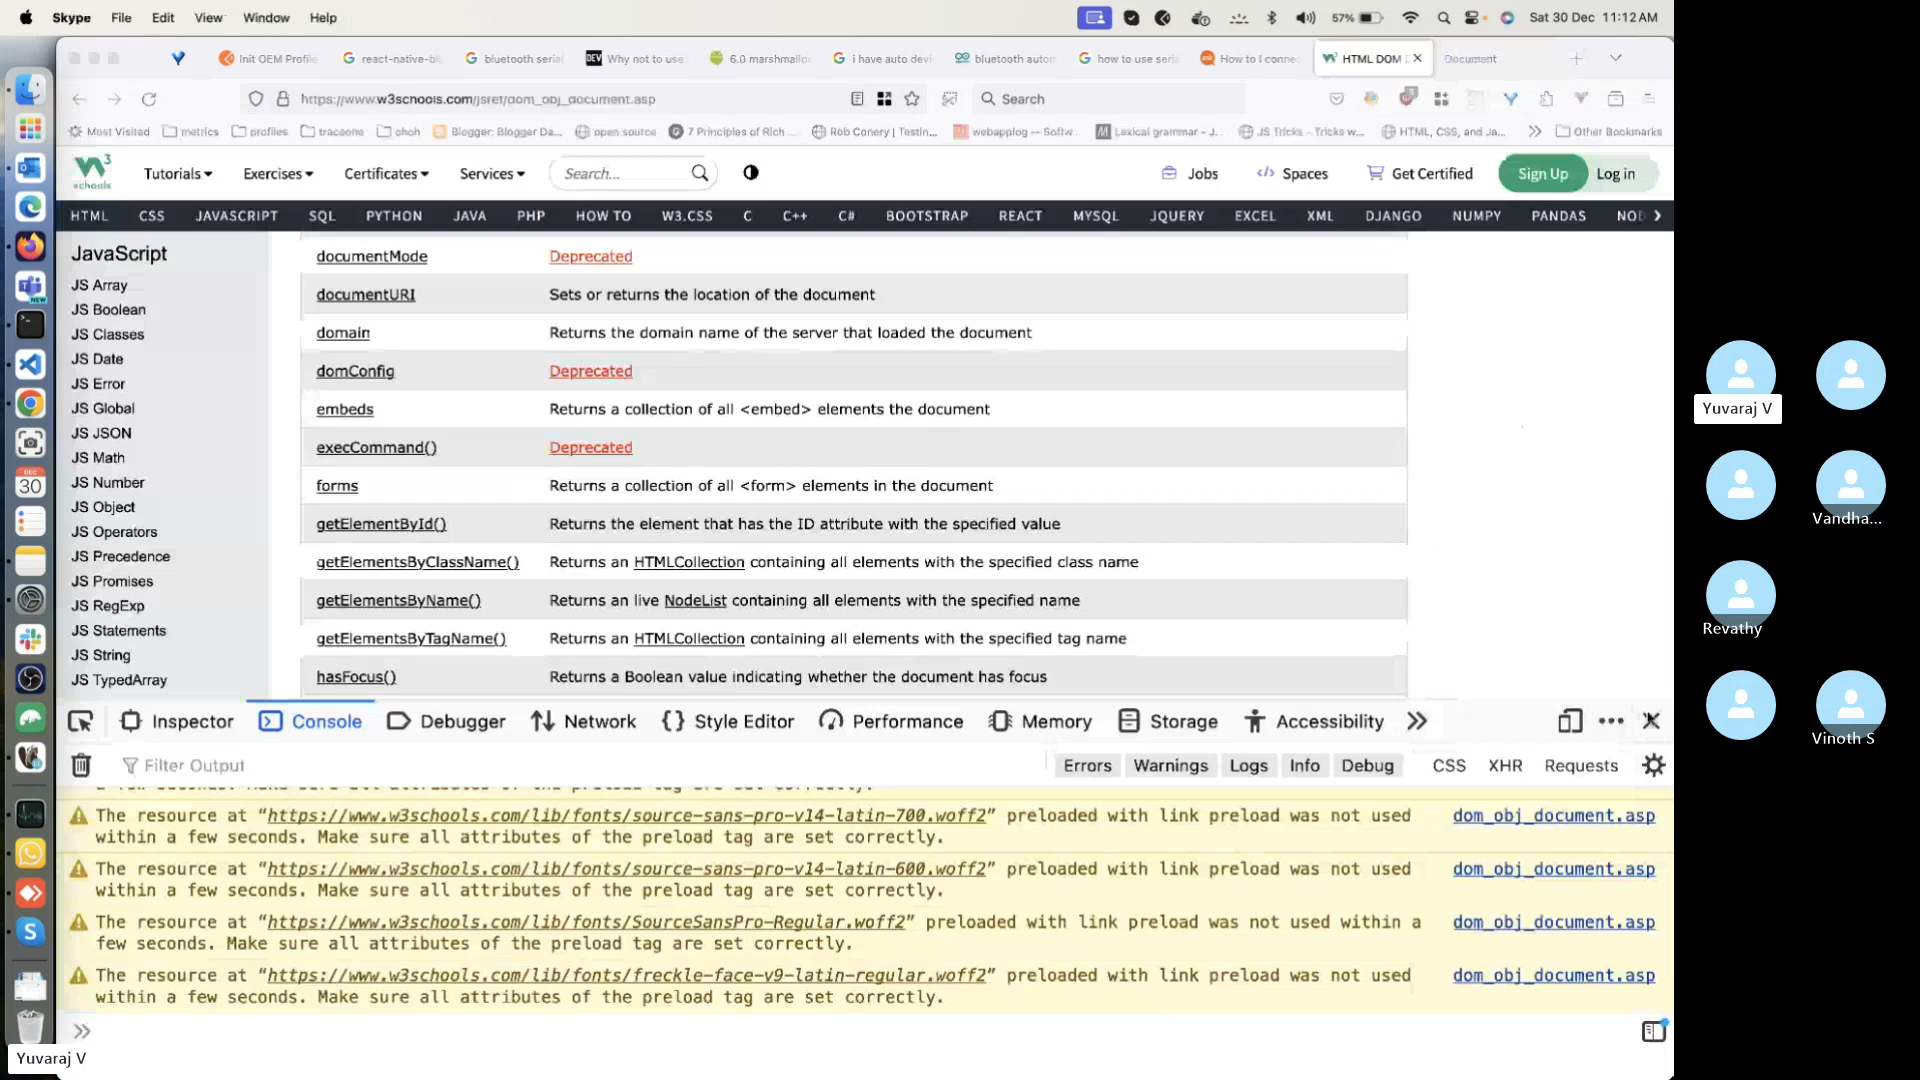 Skype File Edit View Window Help 57% Sat 30 Dec 11:12 AM
Init OEM Profile react-native-bl bluetooth serial DEV Why not to use 6.0 marshmallo i have auto devi bluetooth autom how to use seria How to I connec HTML DOM D Document
https://www.w3schools.com/jsref/dom_obj_document.asp Search
Most Visited metrics profiles traceone ohoh Blogger: Blogger Da... open source 7 Principles of Rich... Rob Conery | Testin... webapplog — Softw... Lexical grammar - J... JS Tricks — Tricks w... HTML, CSS, and Ja... Other Bookmarks
W3 schools Tutorials Exercises Certificates Services Search... Jobs Spaces Get Certified Sign Up Log in
HTML CSS JAVASCRIPT SQL PYTHON JAVA PHP HOW TO W3.CSS C C++ C# BOOTSTRAP REACT MYSQL JQUERY EXCEL XML DJANGO NUMPY PANDAS NOD
JavaScript
JS Array
JS Boolean
JS Classes
JS Date
JS Error
JS Global
JS JSON
JS Math
JS Number
JS Object
JS Operators
JS Precedence
JS Promises
JS RegExp
JS Statements
JS String
JS TypedArray
documentMode Deprecated
documentURI Sets or returns the location of the document
domain Returns the domain name of the server that loaded the document
domConfig Deprecated
embeds Returns a collection of all <embed> elements the document
execCommand() Deprecated
forms Returns a collection of all <form> elements in the document
getElementById() Returns the element that has the ID attribute with the specified value
getElementsByClassName() Returns an HTMLCollection containing all elements with the specified class name
getElementsByName() Returns an live NodeList containing all elements with the specified name
getElementsByTagName() Returns an HTMLCollection containing all elements with the specified tag name
hasFocus() Returns a Boolean value indicating whether the document has focus
Inspector Console Debugger Network Style Editor Performance Memory Storage Accessibility
Filter Output Errors Warnings Logs Info Debug CSS XHR Requests
a few seconds. Make sure all attributes of the preload tag are set correctly.
The resource at “https://www.w3schools.com/lib/fonts/source-sans-pro-v14-latin-700.woff2” preloaded with link preload was not used dom_obj_document.asp
within a few seconds. Make sure all attributes of the preload tag are set correctly.
The resource at “https://www.w3schools.com/lib/fonts/source-sans-pro-v14-latin-600.woff2” preloaded with link preload was not used dom_obj_document.asp
within a few seconds. Make sure all attributes of the preload tag are set correctly.
The resource at “https://www.w3schools.com/lib/fonts/SourceSansPro-Regular.woff2” preloaded with link preload was not used within a dom_obj_document.asp
few seconds. Make sure all attributes of the preload tag are set correctly.
The resource at “https://www.w3schools.com/lib/fonts/freckle-face-v9-latin-regular.woff2” preloaded with link preload was not used dom_obj_document.asp
within a few seconds. Make sure all attributes of the preload tag are set correctly.
NEW
DEC
30
Yuvaraj V
Yuvaraj V
Vandha...
Revathy
Vinoth S